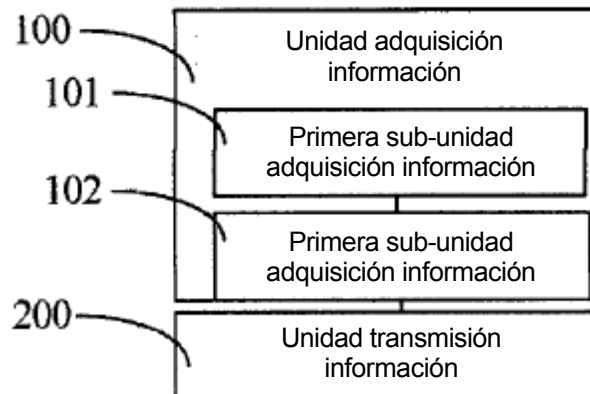 100
Unidad adquisición
información
101
Primera sub-unidad
adquisición información
102
Primera sub-unidad
adquisición información
200
Unidad transmisión
información